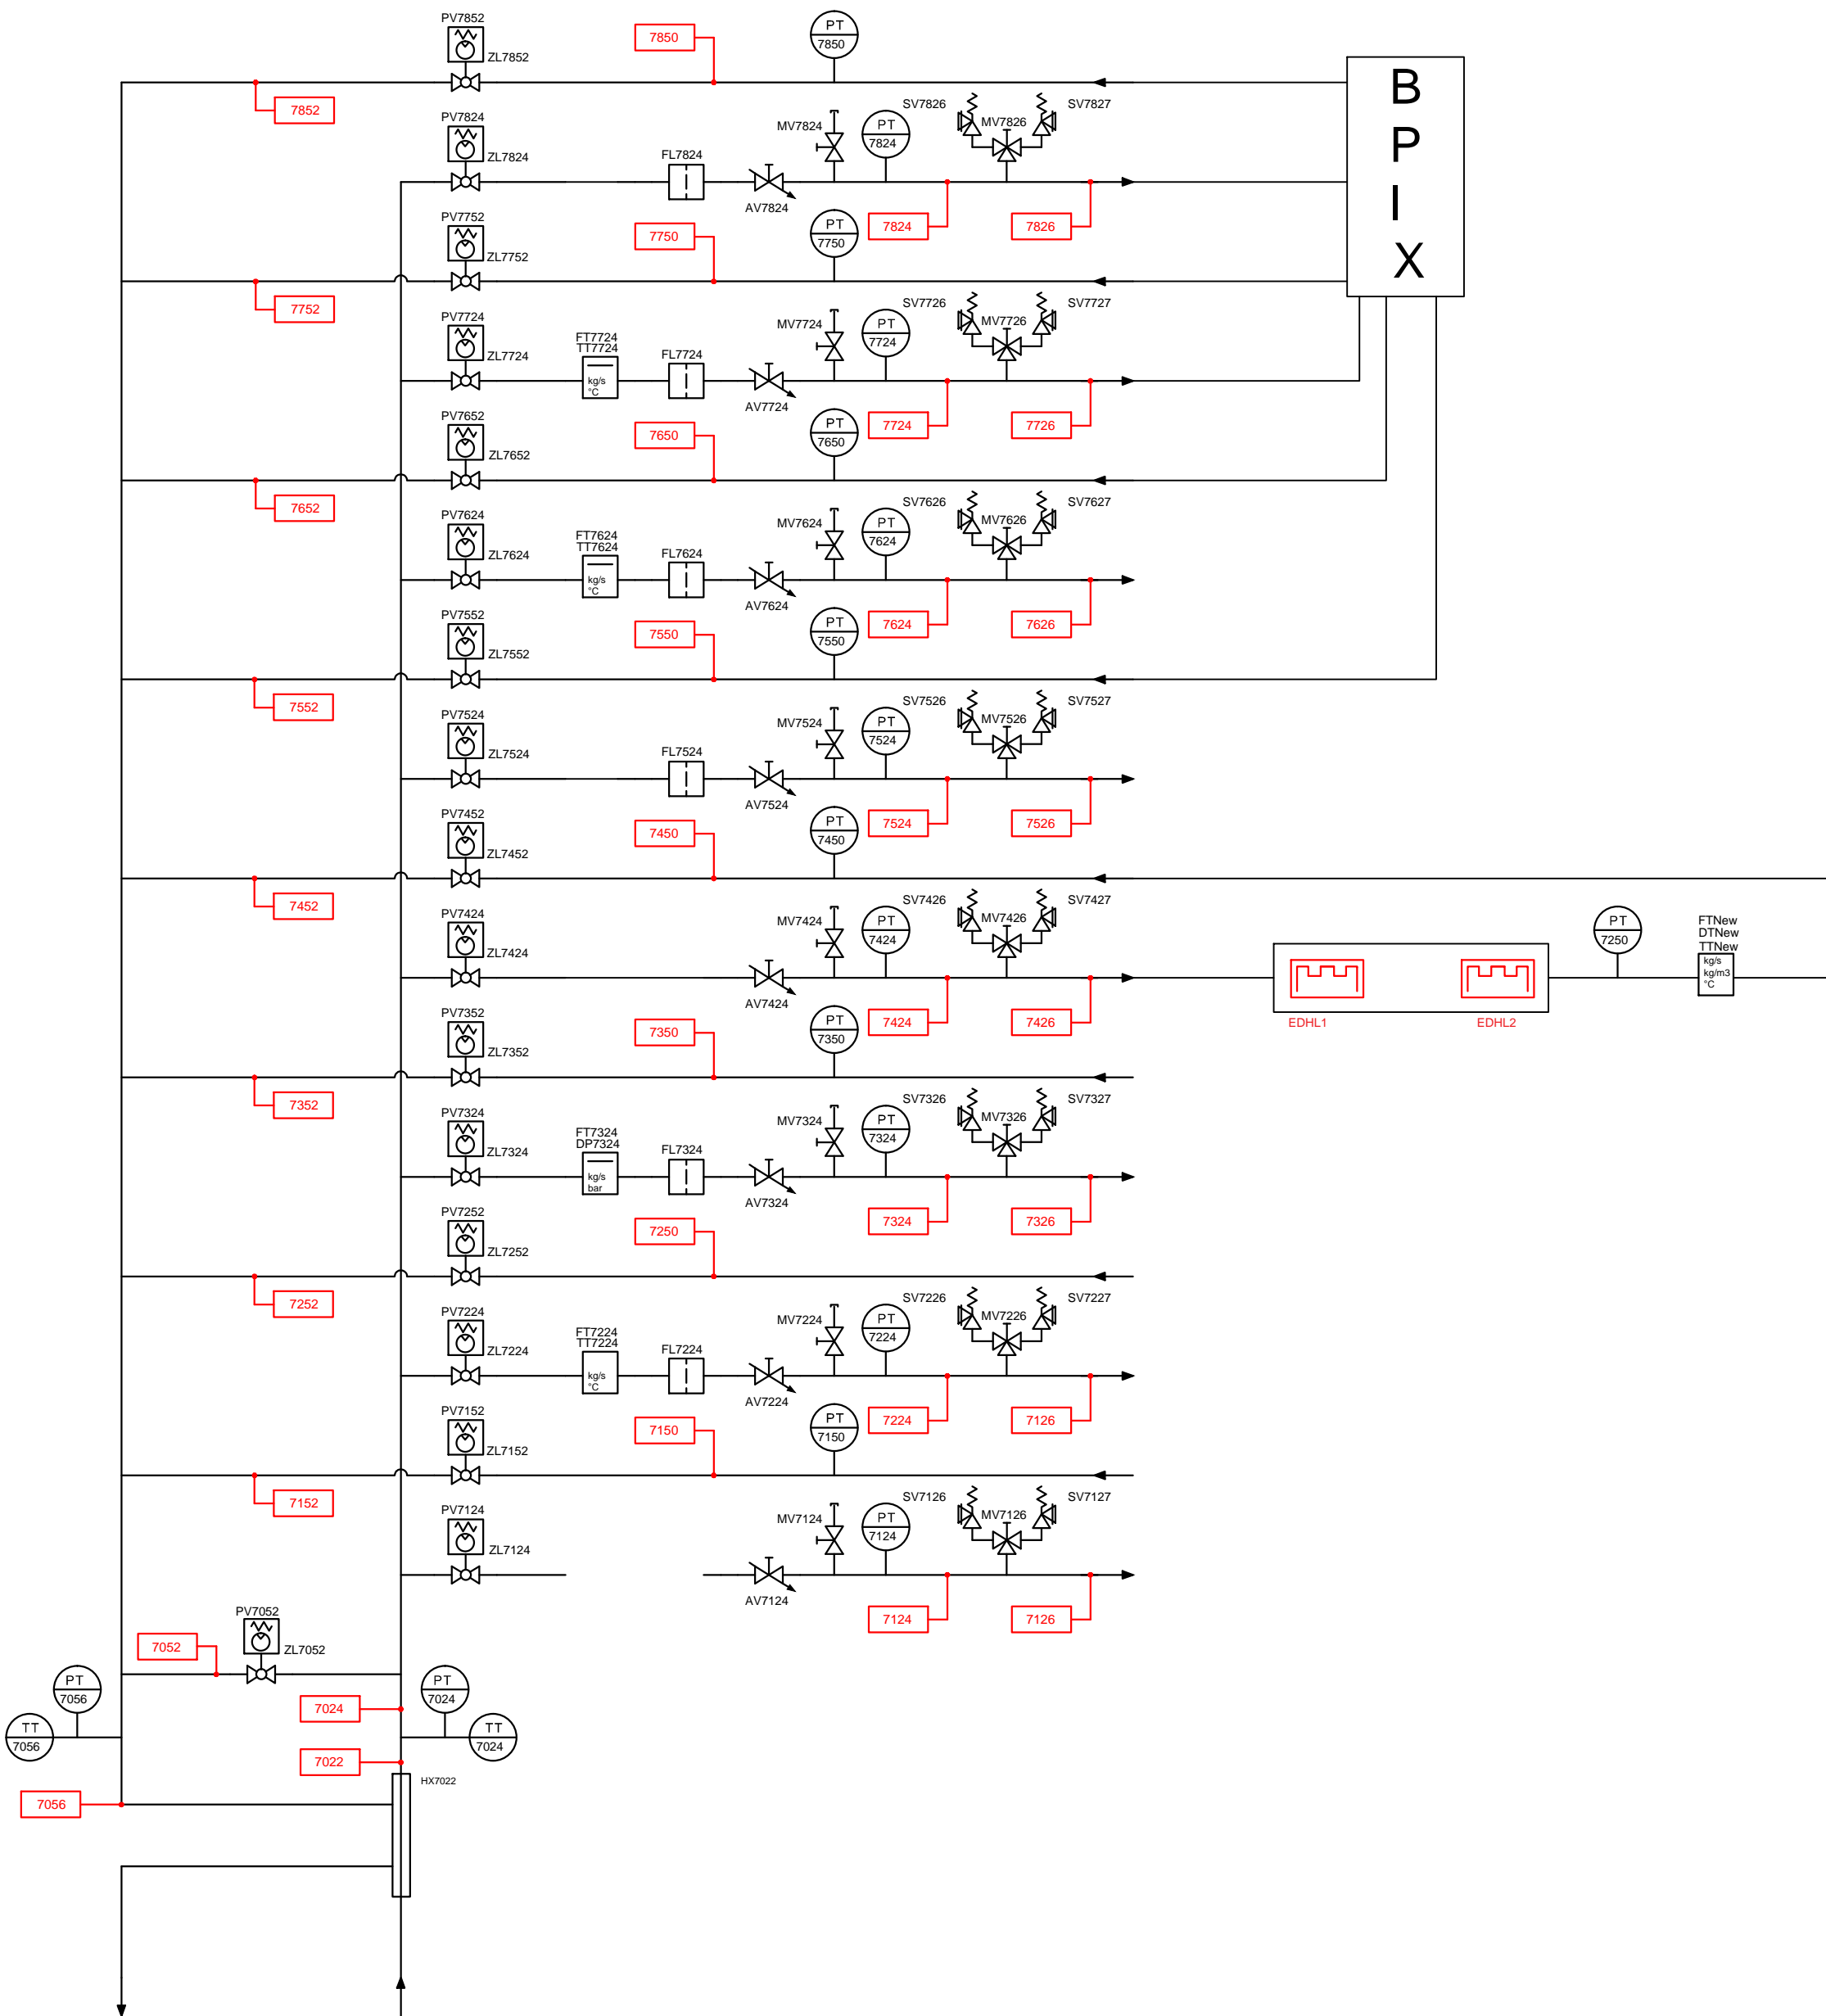 PV7852
ZL7852
7850
PT
7850
7852
B
P
I
X
PV7824
ZL7824
FL7824
AV7824
MV7824
PT
7824
SV7826
MV7826
SV7827
7824
7826
PV7752
ZL7752
7750
PT
7750
7752
PV7724
ZL7724
FT7724
TT7724
kg/s
°C
FL7724
AV7724
MV7724
PT
7724
SV7726
MV7726
SV7727
7724
7726
PV7652
ZL7652
7650
PT
7650
7652
PV7624
ZL7624
FT7624
TT7624
kg/s
°C
FL7624
AV7624
MV7624
PT
7624
SV7626
MV7626
SV7627
7624
7626
PV7552
ZL7552
7550
PT
7550
7552
PV7524
ZL7524
FL7524
AV7524
MV7524
PT
7524
SV7526
MV7526
SV7527
7524
7526
PV7452
ZL7452
7450
PT
7450
7452
PV7424
ZL7424
AV7424
MV7424
PT
7424
SV7426
MV7426
SV7427
7424
7426
EDHL1
EDHL2
PT
7250
FTNew
DTNew
TTNew
kg/s
kg/m3
°C
PV7352
ZL7352
7350
PT
7350
7352
PV7324
ZL7324
FT7324
DP7324
kg/s
bar
FL7324
AV7324
MV7324
PT
7324
SV7326
MV7326
SV7327
7324
7326
PV7252
ZL7252
7250
7252
PV7224
ZL7224
FT7224
TT7224
kg/s
°C
FL7224
AV7224
MV7224
PT
7224
SV7226
MV7226
SV7227
7224
7126
PV7152
ZL7152
7150
PT
7150
7152
PV7124
ZL7124
AV7124
MV7124
PT
7124
SV7126
MV7126
SV7127
7124
7126
PV7052
ZL7052
7052
PT
7056
TT
7056
7024
PT
7024
TT
7024
7022
HX7022
7056